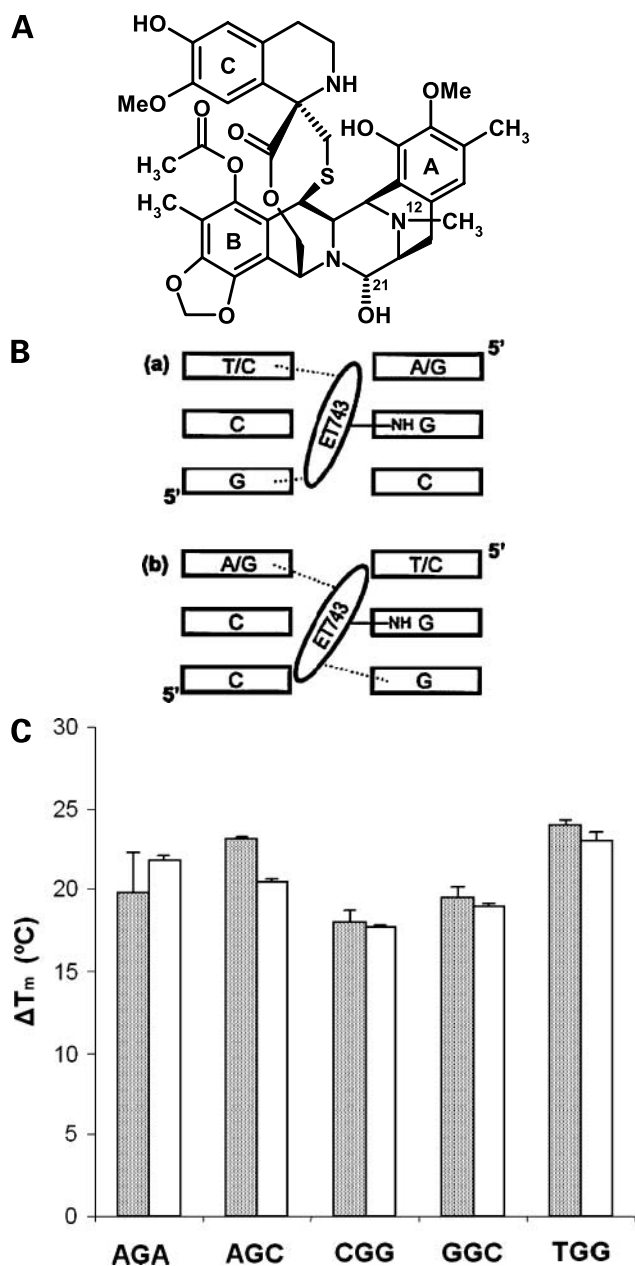 A
HO
C
NH
MeO
OMe
O
HO
CH3
O
S
A
H3C
O
O
12
H3C
N
CH3
B
N
21
O
O
OH
B
(a)
T/C
A/G
5'
C
ET743
NH G
5'
G
C
(b)
A/G
T/C
5'
C
ET743
NH G
5'
C
G
C
30
25
20
15
10
5
0
ΔTm (ºC)
AGA AGC CGG GGC TGG